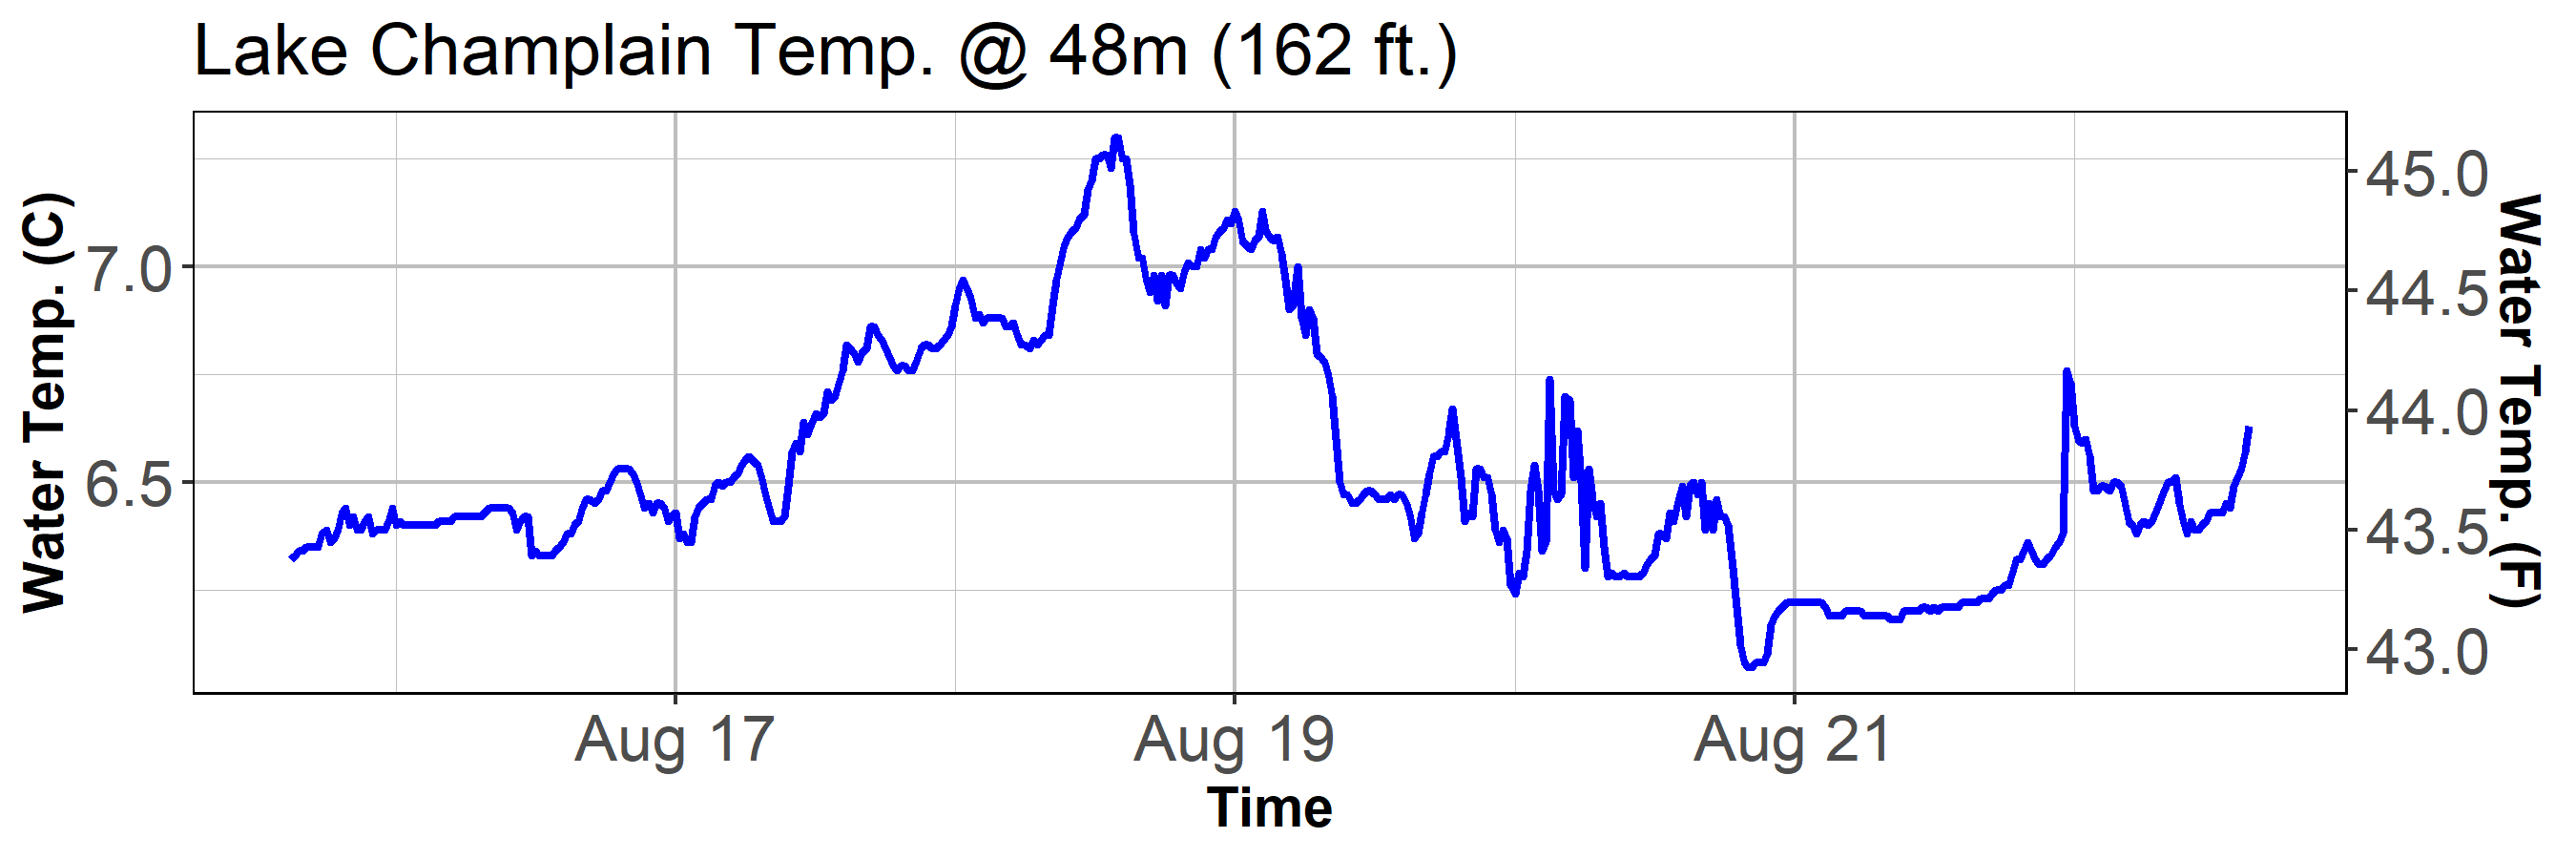 Lake Champlain Temp. @ 48m (162 ft.)
Water Temp. (C)
7.0
6.5
45.0
44.5
44.0
43.5
43.0
Water Temp. (F)
Aug 17 Aug 19 Aug 21
Time